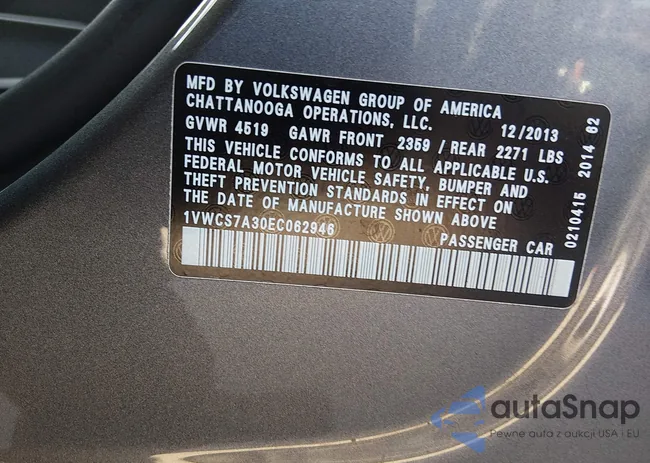 MFD BY VOLKSWAGEN GROUP OF AMERICA
CHATTANOOGA OPERATIONS, LLC. 12/2013
GVWR 4519 GAWR FRONT 2359 / REAR 2271 LBS
THIS VEHICLE CONFORMS TO ALL APPLICABLE U.S.
FEDERAL MOTOR VEHICLE SAFETY, BUMPER AND
THEFT PREVENTION STANDARDS IN EFFECT ON
THE DATE OF MANUFACTURE SHOWN ABOVE
1VWCS7A30EC062946 PASSENGER CAR
0210415 2014 62
autaSnap
Pewne auta z aukcji USA i EU